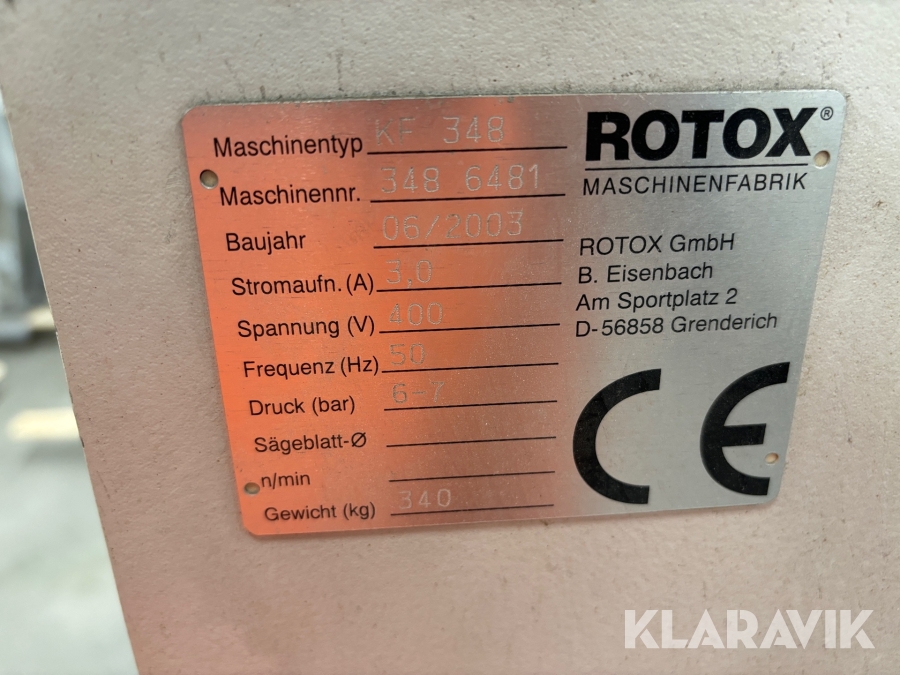 Maschinentyp KF 348
Maschinennr. 348 6481
Baujahr 06/2003
Stromaufn. (A) 3,0
Spannung (V) 400
Frequenz (Hz) 50
Druck (bar) 6-7
Sägeblatt-Ø
n/min
Gewicht (kg) 340
ROTOX®
MASCHINENFABRIK
ROTOX GmbH
B. Eisenbach
Am Sportplatz 2
D-56858 Grenderich
CE
KLARAVIK